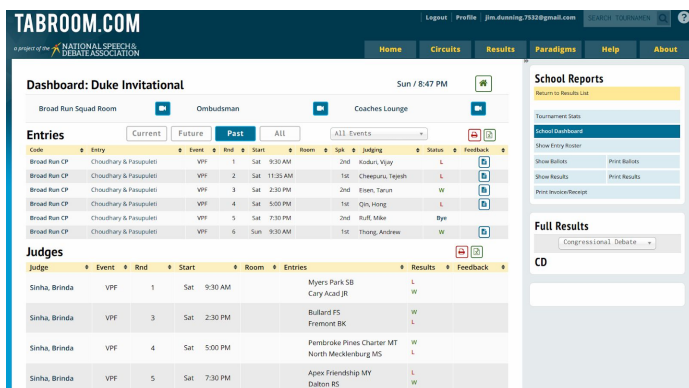 TABROOM.COM
Logout Profile jim.dunning.7532@gmail.com SEARCH TOURNAMEN
a project of the NATIONAL SPEECH & DEBATE ASSOCIATION
Home Circuits Results Paradigms Help About
Dashboard: Duke Invitational Sun / 8:47 PM
Broad Run Squad Room Ombudsman Coaches Lounge
Entries Current Future Past All All Events
Code Entry Event Rnd Start Room Spk Judging Status Feedback
Broad Run CP Choudhary & Pasupuleti VPF 1 Sat 9:30 AM 2nd Koduri, Vijay L
Broad Run CP Choudhary & Pasupuleti VPF 2 Sat 11:35 AM 1st Cheepuru, Tejesh L
Broad Run CP Choudhary & Pasupuleti VPF 3 Sat 2:30 PM 2nd Eisen, Tarun W
Broad Run CP Choudhary & Pasupuleti VPF 4 Sat 5:00 PM 1st Qin, Hong L
Broad Run CP Choudhary & Pasupuleti VPF 5 Sat 7:30 PM 2nd Ruff, Mike Bye
Broad Run CP Choudhary & Pasupuleti VPF 6 Sun 9:30 AM 1st Thong, Andrew W
Judges
Judge Event Rnd Start Room Entries Results Feedback
Sinha, Brinda VPF 1 Sat 9:30 AM Myers Park SB L
Cary Acad JR W
Sinha, Brinda VPF 3 Sat 2:30 PM Bullard FS W
Fremont BK L
Sinha, Brinda VPF 4 Sat 5:00 PM Pembroke Pines Charter MT W
North Mecklenburg MS L
Sinha, Brinda VPF 5 Sat 7:30 PM Apex Friendship MY L
Dalton RS W
School Reports
Return to Results List
Tournament Stats
School Dashboard
Show Entry Roster
Show Ballots Print Ballots
Show Results Print Results
Print Invoice/Receipt
Full Results
Congressional Debate
CD